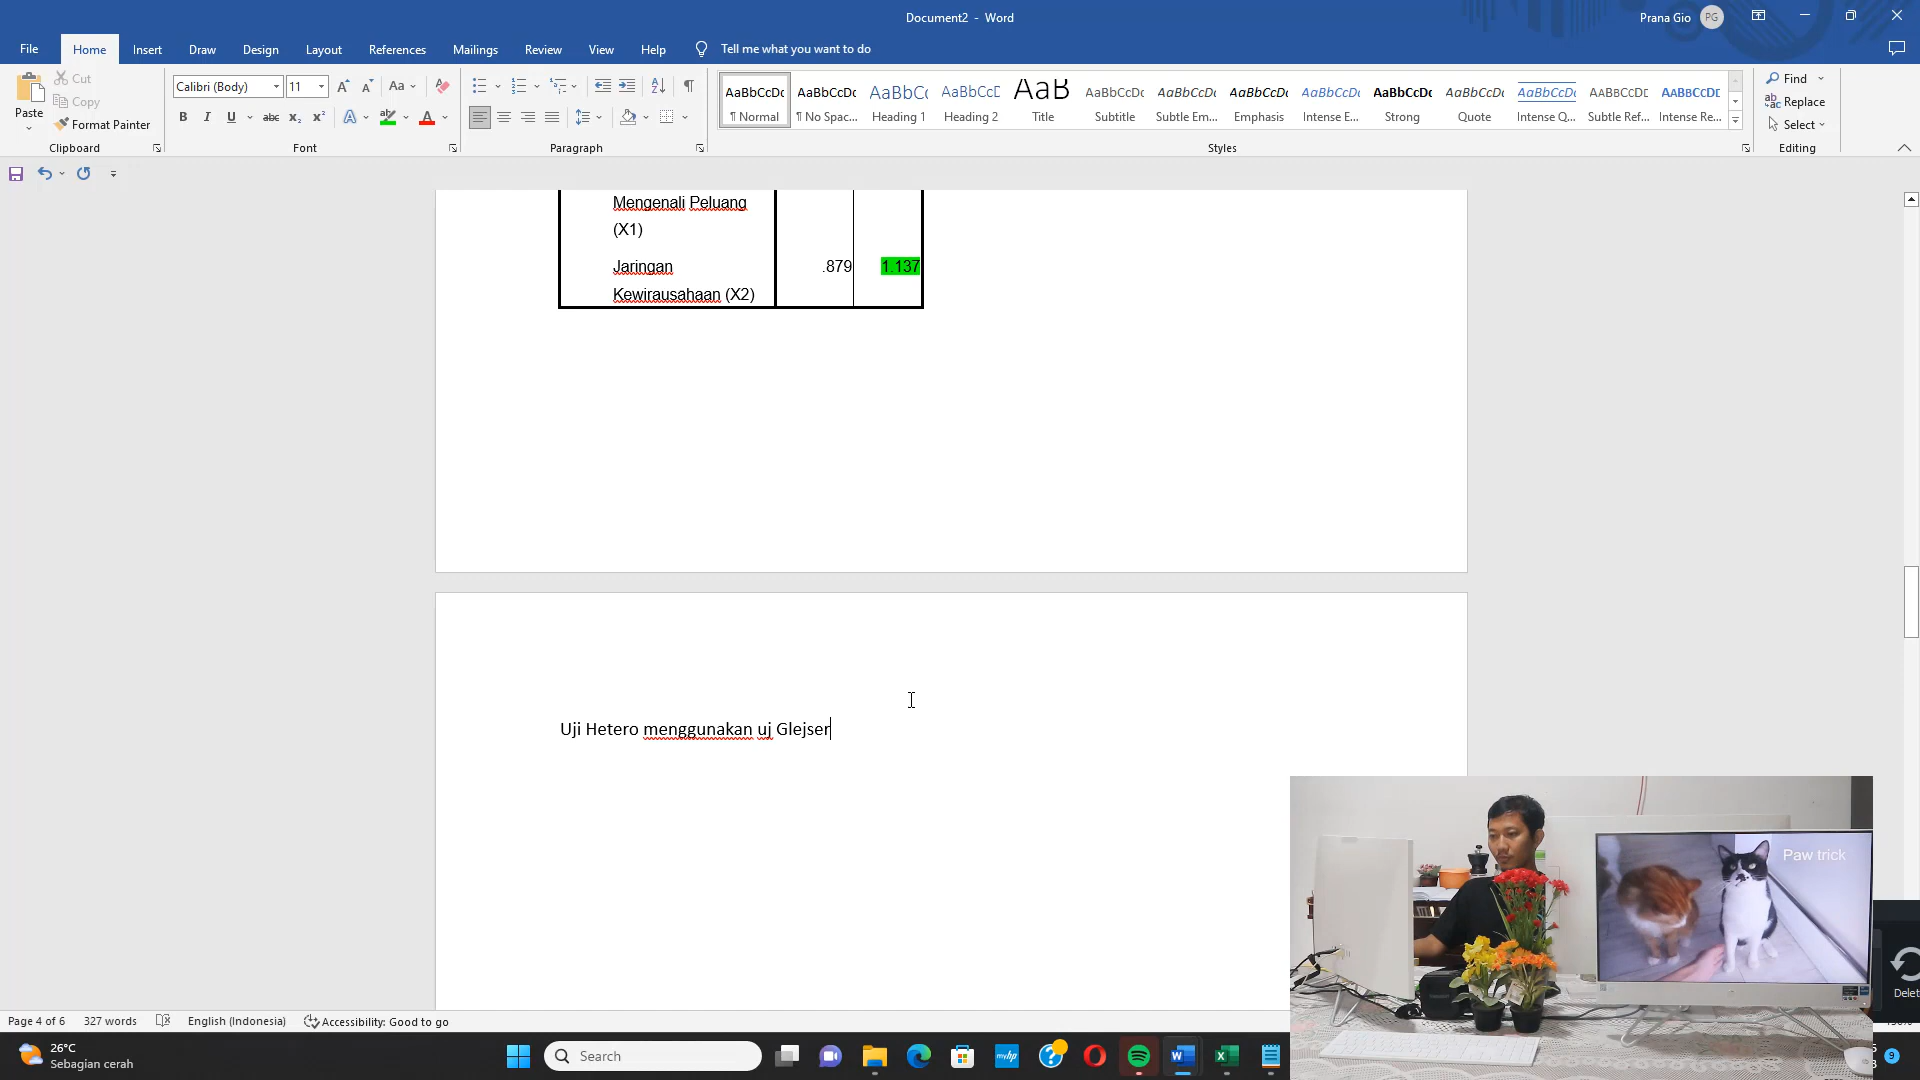 Document2 - Word
Prana Gio
PG
File
Home
Insert
Draw
Design
Layout
References
Mailings
Review
View
Help
Tell me what you want to do
Paste
Cut
Copy
Format Painter
Clipboard
Calibri (Body)
11
Font
Paragraph
AaBbCcDc
¶ Normal
AaBbCcDc
¶ No Spac...
AaBbC
Heading 1
AaBbCcD
Heading 2
AaB
Title
AaBbCcDc
Subtitle
AaBbCcDc
Subtle Em...
AaBbCcDc
Emphasis
AaBbCcDc
Intense E...
AaBbCcDc
Strong
AaBbCcDc
Quote
AaBbCcDc
Intense Q...
AaBbCcDc
Subtle Ref...
AaBbCcDc
Intense Re...
Styles
Find
Replace
Select
Editing
Mengenali Peluang
(X1)
Jaringan
Kewirausahaan (X2)
.879
1.137
Uji Hetero menggunakan uj Glejser
Paw trick
Delet
Page 4 of 6
327 words
English (Indonesia)
Accessibility: Good to go
26°C
Sebagian cerah
Search
9